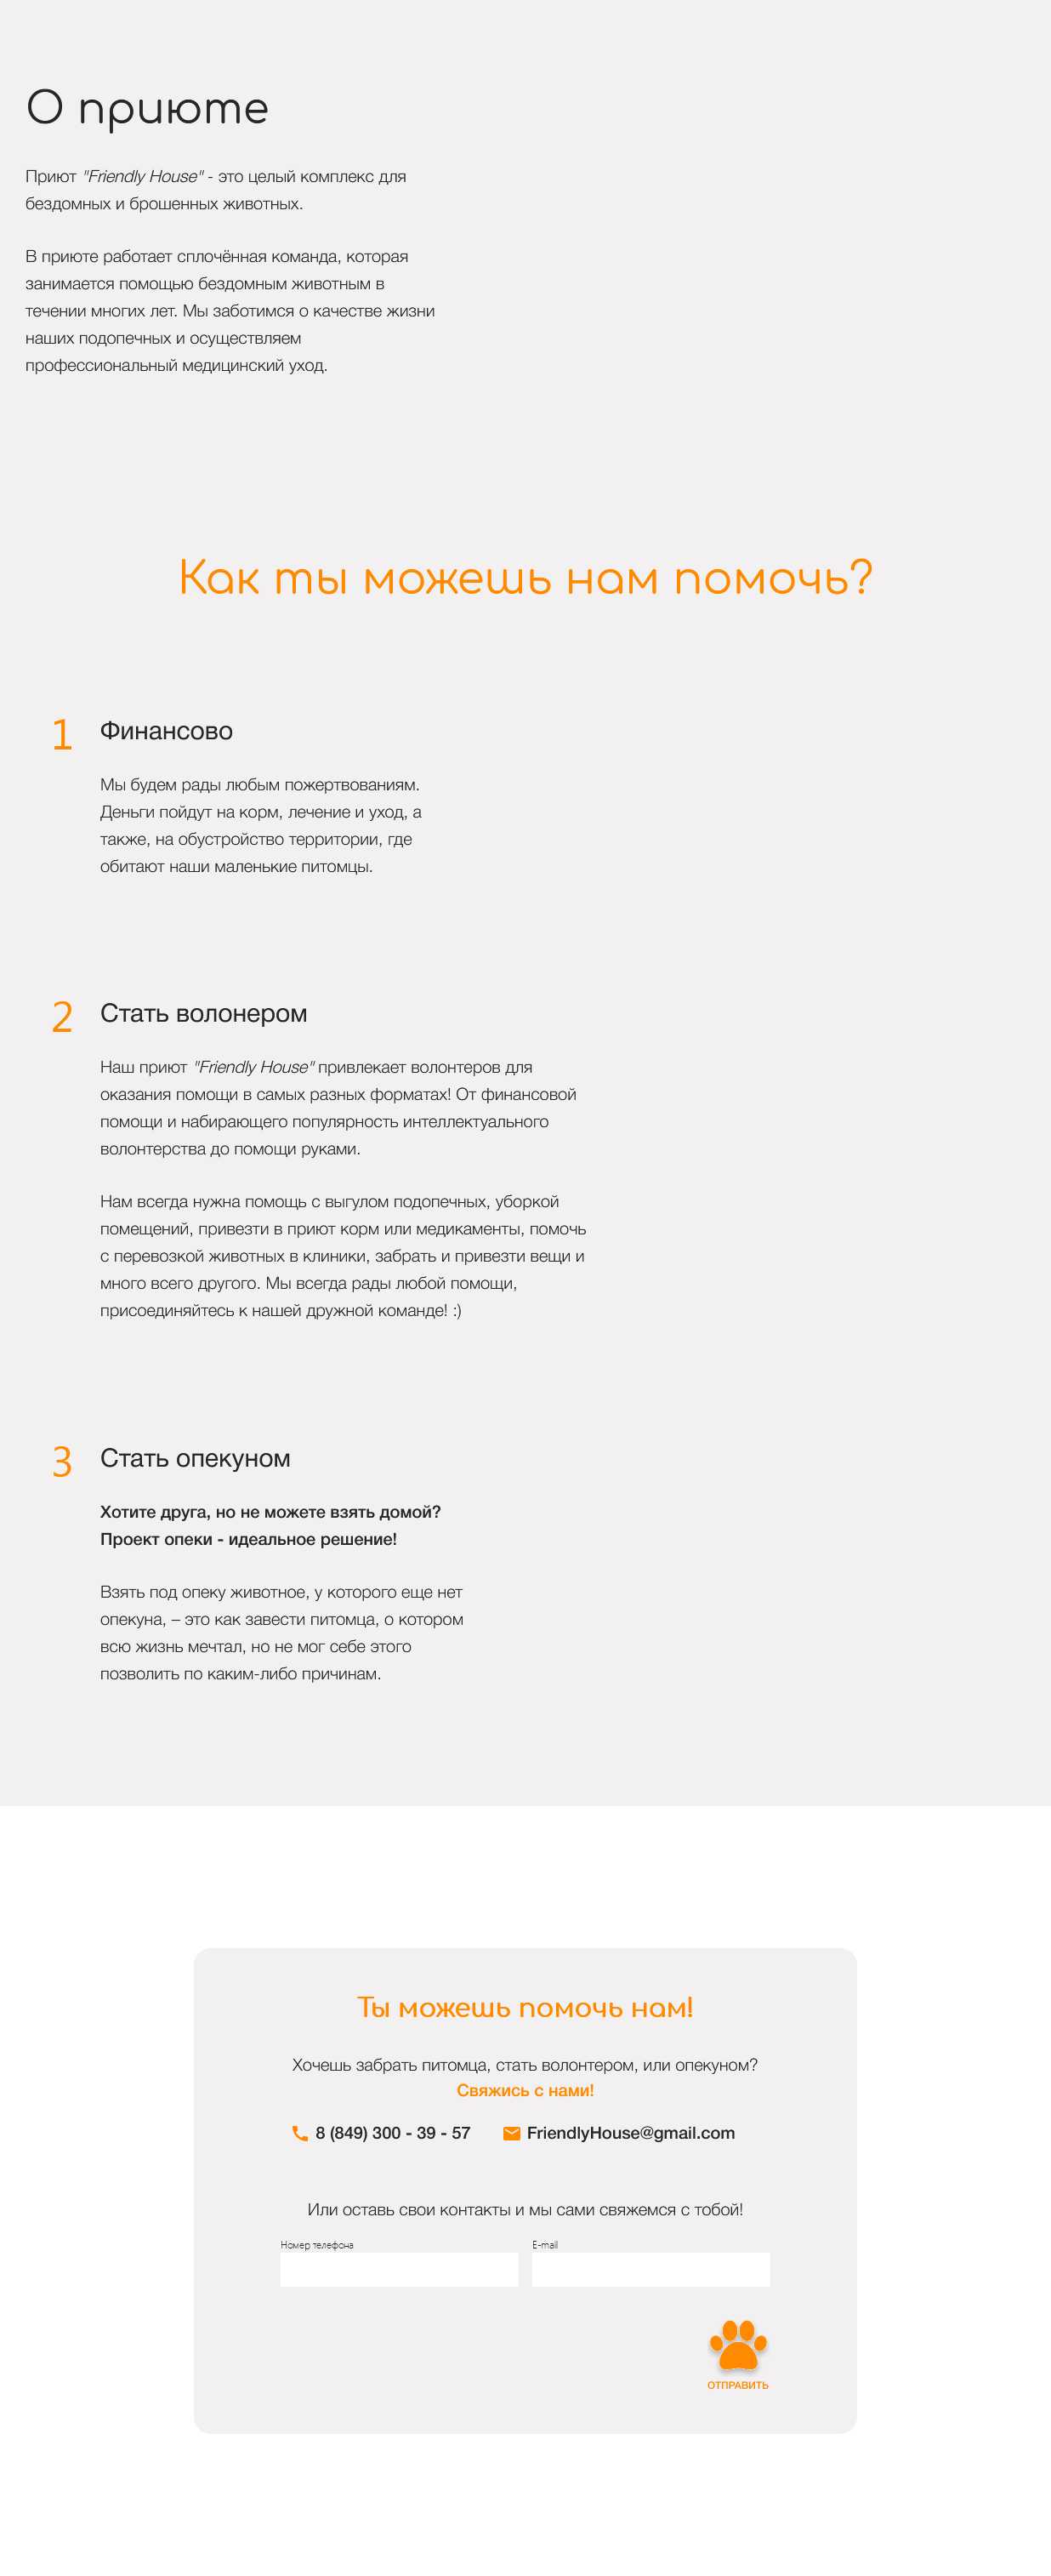 О приюте
Приют "Friendly House" - это целый комплекс для
бездомных и брошенных животных.
В приюте работает сплочённая команда, которая
занимается помощью бездомным животным в
течении многих лет. Мы заботимся о качестве жизни
наших подопечных и осуществляем
профессиональный медицинский уход.
Как ты можешь нам помочь?
1 Финансово
Мы будем рады любым пожертвованиям.
Деньги пойдут на корм, лечение и уход, а
также, на обустройство территории, где
обитают наши маленькие питомцы.
2 Стать волонером
Наш приют "Friendly House" привлекает волонтеров для
оказания помощи в самых разных форматах! От финансовой
помощи и набирающего популярность интеллектуального
волонтерства до помощи руками.
Нам всегда нужна помощь с выгулом подопечных, уборкой
помещений, привезти в приют корм или медикаменты, помочь
с перевозкой животных в клиники, забрать и привезти вещи и
много всего другого. Мы всегда рады любой помощи,
присоединяйтесь к нашей дружной команде! :)
3 Стать опекуном
Хотите друга, но не можете взять домой?
Проект опеки - идеальное решение!
Взять под опеку животное, у которого еще нет
опекуна, – это как завести питомца, о котором
всю жизнь мечтал, но не мог себе этого
позволить по каким-либо причинам.
Ты можешь помочь нам!
Хочешь забрать питомца, стать волонтером, или опекуном?
Свяжись с нами!
8 (849) 300 - 39 - 57 FriendlyHouse@gmail.com
Или оставь свои контакты и мы сами свяжемся с тобой!
Номер телефона E-mail
ОТПРАВИТЬ